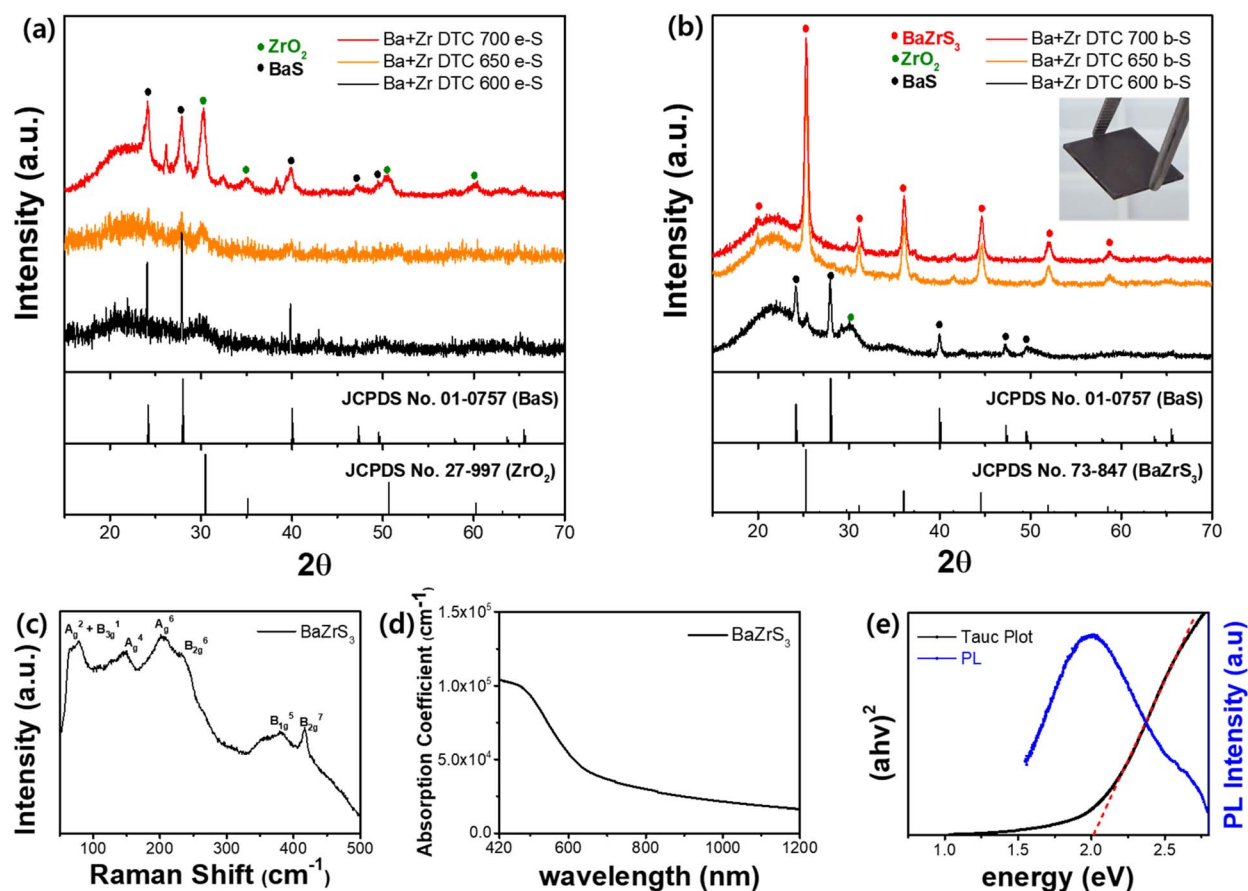 (a)
ZrO2
BaS
Ba+Zr DTC 700 e-S
Ba+Zr DTC 650 e-S
Ba+Zr DTC 600 e-S
Intensity (a.u.)
JCPDS No. 01-0757 (BaS)
JCPDS No. 27-997 (ZrO2)
20 30 40 50 60 70
2θ
(b)
BaZrS3
ZrO2
BaS
Ba+Zr DTC 700 b-S
Ba+Zr DTC 650 b-S
Ba+Zr DTC 600 b-S
Intensity (a.u.)
JCPDS No. 01-0757 (BaS)
JCPDS No. 73-847 (BaZrS3)
20 30 40 50 60 70
2θ
(c)
Ag2 + B3g1
Ag4
Ag6
B2g6
B1g5
B2g7
BaZrS3
Intensity (a.u.)
100 200 300 400 500
Raman Shift (cm-1)
(d)
BaZrS3
Absorption Coefficient (cm-1)
1.5x105
1.0x105
5.0x104
0.0
420 600 800 1000 1200
wavelength (nm)
(e)
Tauc Plot
PL
(ahv)2
PL Intensity (a.u)
1.0 1.5 2.0 2.5
energy (eV)